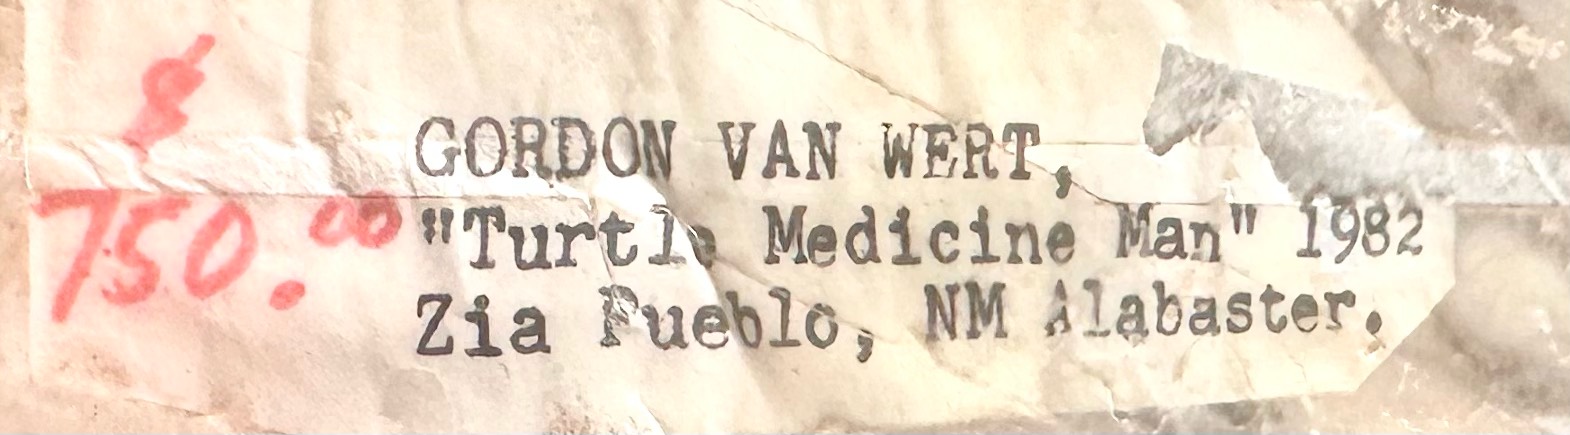 $
750.00
GORDON VAN WERT,
"Turtle Medicine Man" 1982
Zia Pueblo, NM Alabaster.